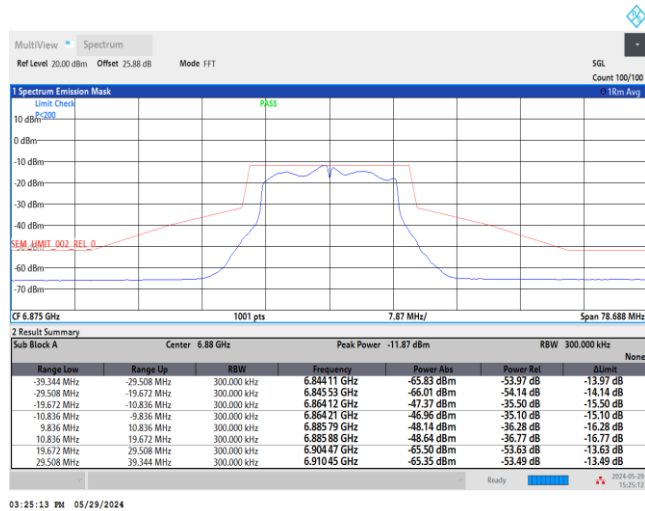 MultiView Spectrum
Ref Level 20.00 dBm Offset 25.88 dB Mode FFT SGL
Count 100/100
1 Spectrum Emission Mask 1Rm Avg
Limit Check PASS
P<200
10 dBm
0 dBm
-10 dBm
-20 dBm
-30 dBm
-40 dBm
SEM_LIMIT_002_REL_0
-60 dBm
-70 dBm
CF 6.875 GHz 1001 pts 7.87 MHz/ Span 78.688 MHz
2 Result Summary
Sub Block A Center 6.88 GHz Peak Power -11.87 dBm RBW 300.000 kHz
None
Range Low Range Up RBW Frequency Power Abs Power Rel ΔLimit
-39.344 MHz -29.508 MHz 300.000 kHz 6.84411 GHz -65.83 dBm -53.97 dB -13.97 dB
-29.508 MHz -19.672 MHz 300.000 kHz 6.84553 GHz -66.01 dBm -54.14 dB -14.14 dB
-19.672 MHz -10.836 MHz 300.000 kHz 6.86412 GHz -47.37 dBm -35.50 dB -15.50 dB
-10.836 MHz -9.836 MHz 300.000 kHz 6.86421 GHz -46.96 dBm -35.10 dB -15.10 dB
9.836 MHz 10.836 MHz 300.000 kHz 6.88579 GHz -48.14 dBm -36.28 dB -16.28 dB
10.836 MHz 19.672 MHz 300.000 kHz 6.88588 GHz -48.64 dBm -36.77 dB -16.77 dB
19.672 MHz 29.508 MHz 300.000 kHz 6.90447 GHz -65.50 dBm -53.63 dB -13.63 dB
29.508 MHz 39.344 MHz 300.000 kHz 6.91045 GHz -65.35 dBm -53.49 dB -13.49 dB
Ready 2024-05-29
15:25:12
03:25:13 PM 05/29/2024